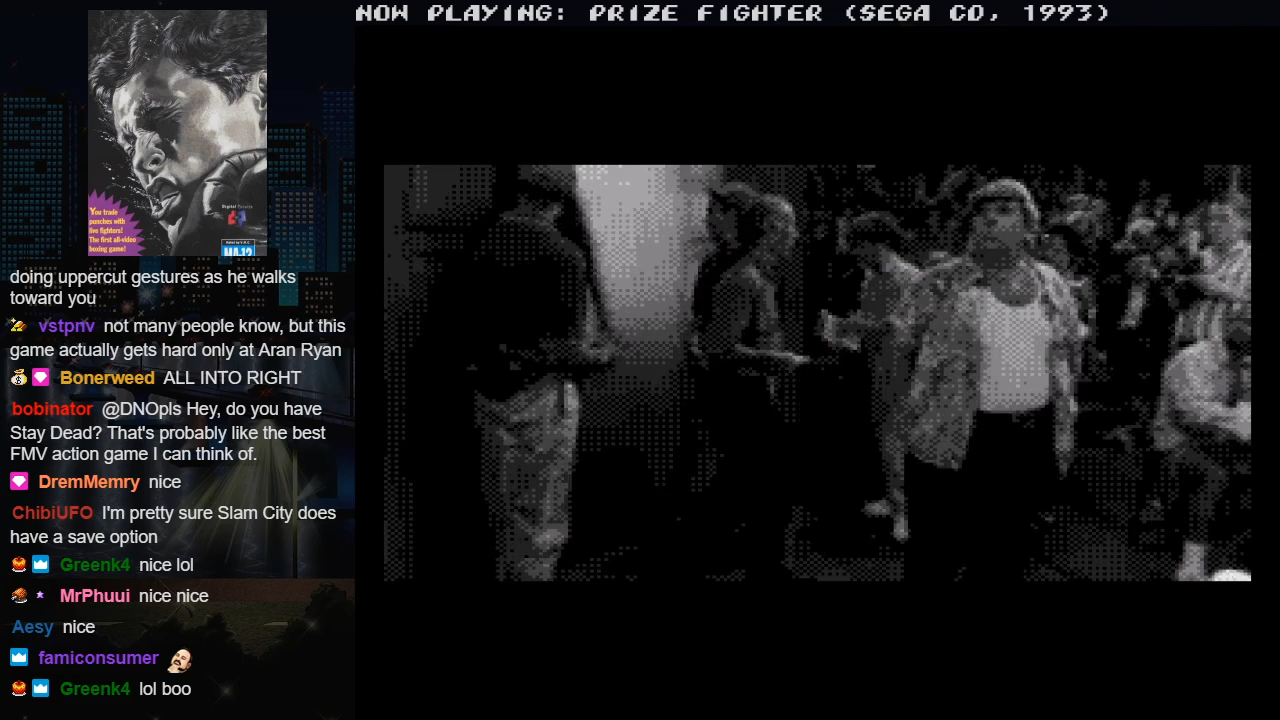 NOW PLAYING: PRIZE FIGHTER (SEGA CD, 1993)
You trade
punches with
live fighters!
The first all-video
boxing game!
Digital Pictures
MA-13
doing uppercut gestures as he walks
toward you
vstpnv not many people know, but this
game actually gets hard only at Aran Ryan
Bonerweed ALL INTO RIGHT
bobinator @DNOpls Hey, do you have
Stay Dead? That's probably like the best
FMV action game I can think of.
DremMemry nice
ChibiUFO I'm pretty sure Slam City does
have a save option
Greenk4 nice lol
MrPhuui nice nice
Aesy nice
famiconsumer
Greenk4 lol boo